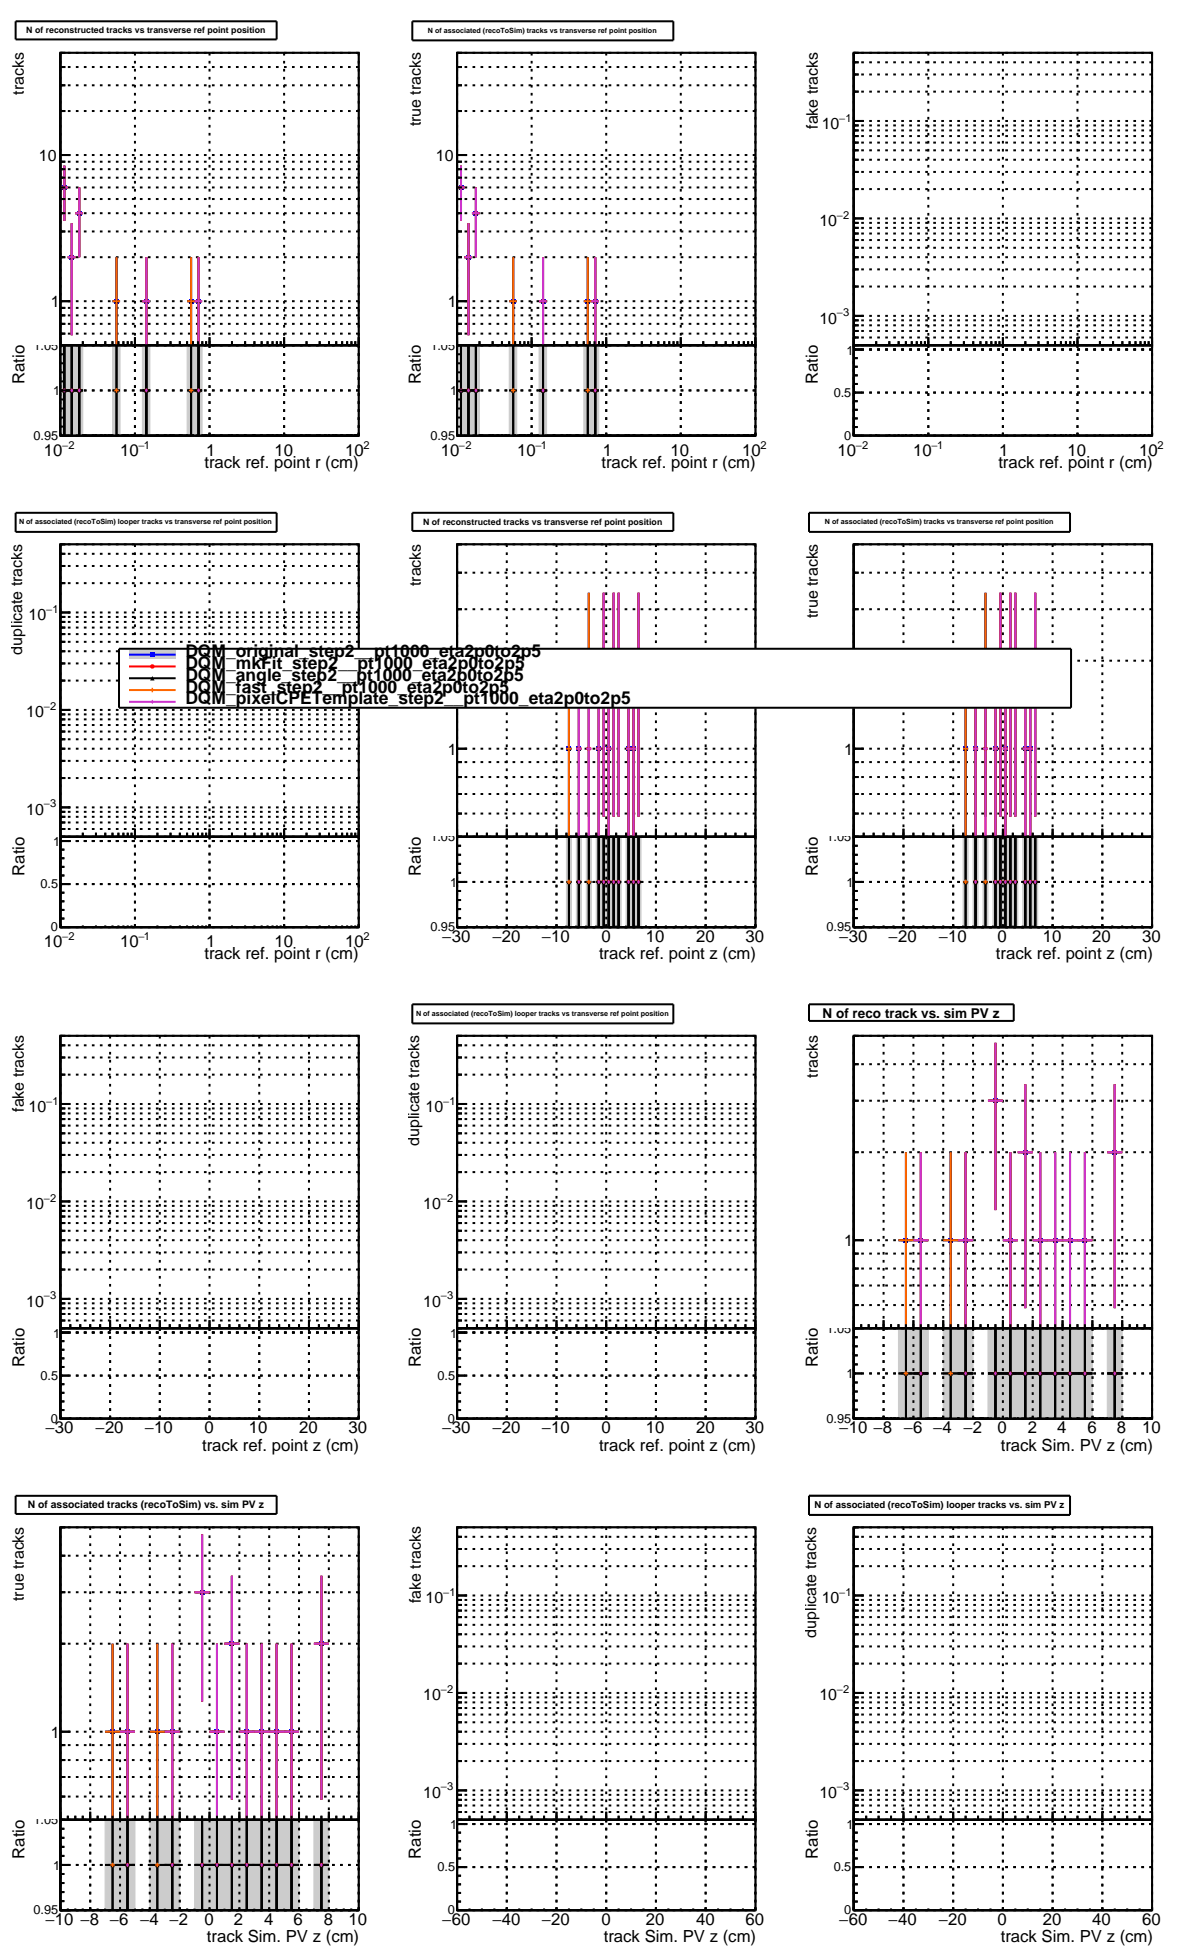 N of reconstructed tracks vs transverse ref point position
tracks
10
1
1.05
Ratio
1
0.95
10−2 10−1 1 10 102
track ref. point r (cm)
N of associated (recoToSim) tracks vs transverse ref point position
true tracks
10
1
1.05
Ratio
1
0.95
10−2 10−1 1 10 102
track ref. point r (cm)
fake tracks
10−1
10−2
10−3
Ratio
1
0.5
0
10−2 10−1 1 10 102
track ref. point r (cm)
N of associated (recoToSim) looper tracks vs transverse ref point position
duplicate tracks
10−1
10−2
10−3
Ratio
1
0.5
0
10−2 10−1 1 10 102
track ref. point r (cm)
N of reconstructed tracks vs transverse ref point position
tracks
1
1.05
Ratio
1
0.95
−30 −20 −10 0 10 20 30
track ref. point z (cm)
N of associated (recoToSim) tracks vs transverse ref point position
true tracks
1
1.05
Ratio
1
0.95
−30 −20 −10 0 10 20 30
track ref. point z (cm)
DQM_original_step2__pt1000_eta2p0to2p5
DQM_mkFit_step2__pt1000_eta2p0to2p5
DQM_angle_step2__pt1000_eta2p0to2p5
DQM_fast_step2__pt1000_eta2p0to2p5
DQM_pixelCPETemplate_step2__pt1000_eta2p0to2p5
fake tracks
10−1
10−2
10−3
Ratio
1
0.5
0
−30 −20 −10 0 10 20 30
track ref. point z (cm)
N of associated (recoToSim) looper tracks vs transverse ref point position
duplicate tracks
10−1
10−2
10−3
Ratio
1
0.5
0
−30 −20 −10 0 10 20 30
track ref. point z (cm)
N of reco track vs. sim PV z
tracks
1
1.05
Ratio
1
0.95
−10 −8 −6 −4 −2 0 2 4 6 8 10
track Sim. PV z (cm)
N of associated tracks (recoToSim) vs. sim PV z
true tracks
1
1.05
Ratio
1
0.95
−10 −8 −6 −4 −2 0 2 4 6 8 10
track Sim. PV z (cm)
fake tracks
10−1
10−2
10−3
Ratio
1
0.5
0
−60 −40 −20 0 20 40 60
track Sim. PV z (cm)
N of associated (recoToSim) looper tracks vs. sim PV z
duplicate tracks
10−1
10−2
10−3
Ratio
1
0.5
0
−60 −40 −20 0 20 40 60
track Sim. PV z (cm)